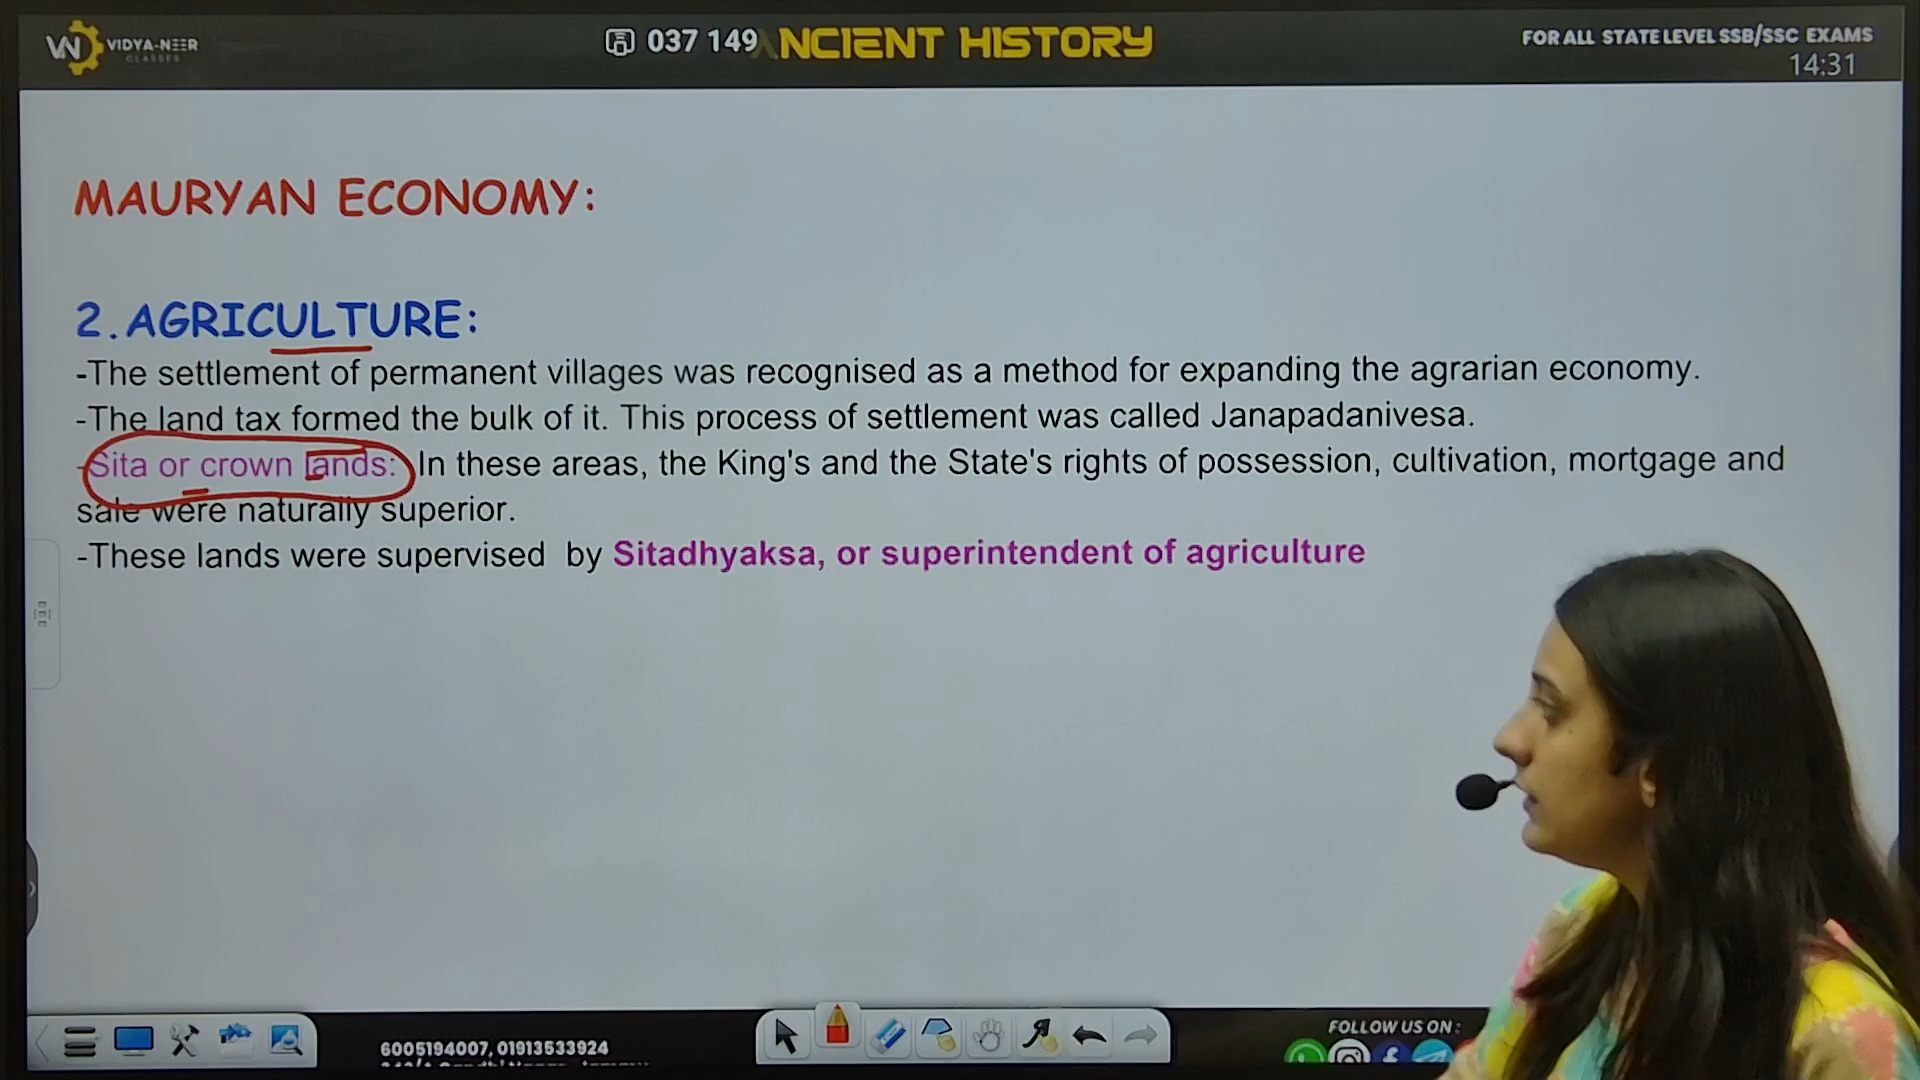 VN VIDYA-NEER
CLASSES
037 149
ANCIENT HISTORY
FOR ALL STATE LEVEL SSB/SSC EXAMS
14:31
MAURYAN ECONOMY:
2. AGRICULTURE:
-The settlement of permanent villages was recognised as a method for expanding the agrarian economy.
-The land tax formed the bulk of it. This process of settlement was called Janapadanivesa.
-Sita or crown lands: In these areas, the King's and the State's rights of possession, cultivation, mortgage and
sale were naturally superior.
-These lands were supervised by Sitadhyaksa, or superintendent of agriculture
6005194007, 01913533924
FOLLOW US ON :